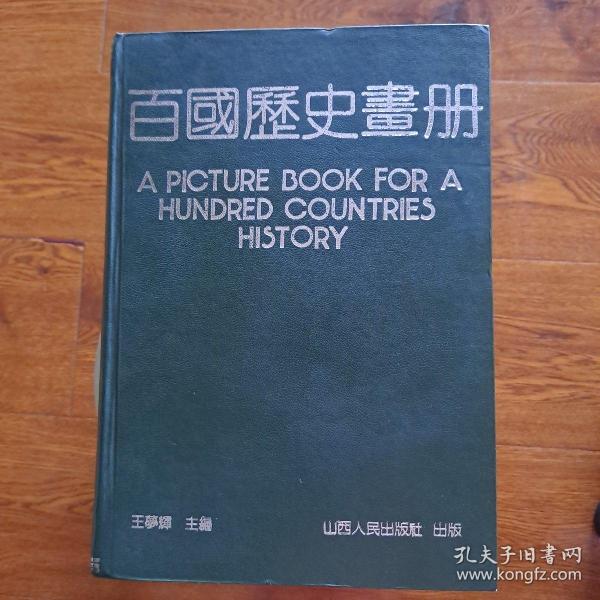 百國歷史畫册
A PICTURE BOOK FOR A
HUNDRED COUNTRIES
HISTORY
王夢輝 主編
山西人民出版社 出版
孔夫子旧书网
www.kongfz.com